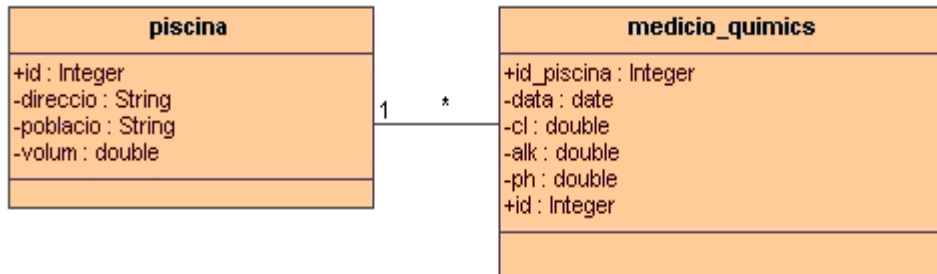 piscina
+id : Integer
-direccio : String
-poblacio : String
-volum : double
1
*
medicio_quimics
+id_piscina : Integer
-data : date
-cl : double
-alk : double
-ph : double
+id : Integer